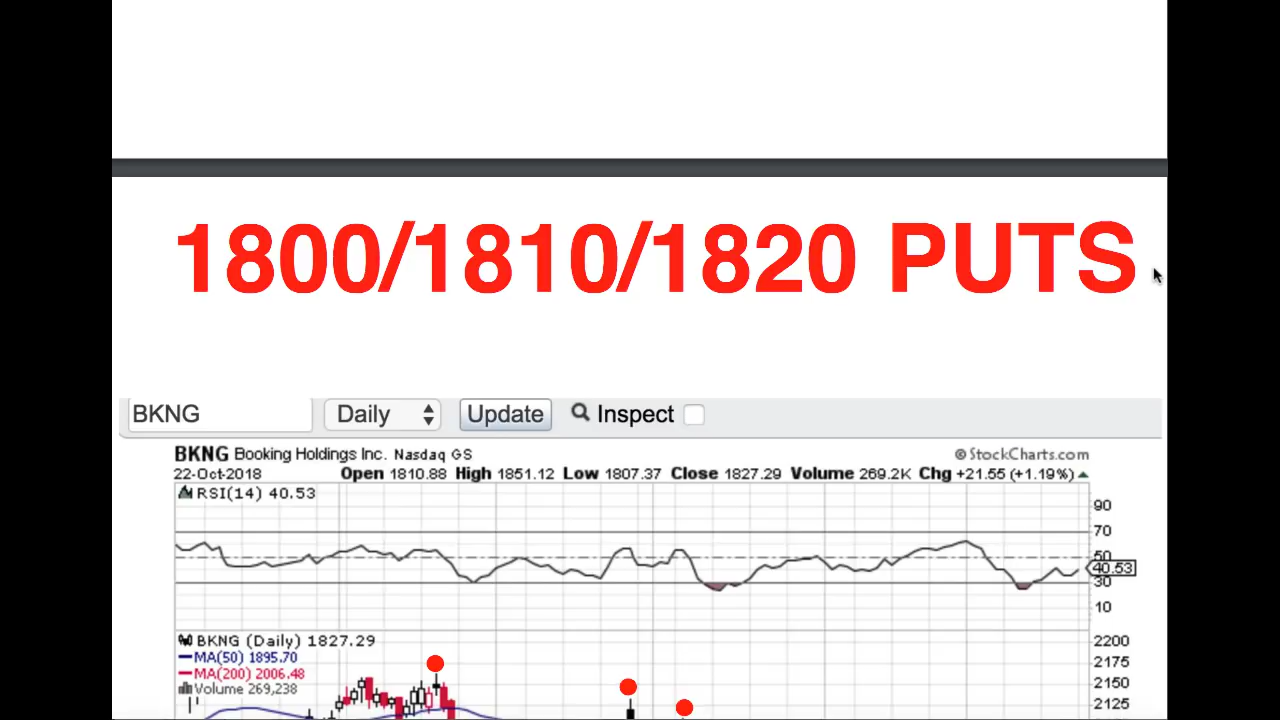 1800/1810/1820 PUTS
BKNG Daily Update Inspect
BKNG Booking Holdings Inc. Nasdaq GS © StockCharts.com
22-Oct-2018 Open 1810.88 High 1851.12 Low 1807.37 Close 1827.29 Volume 269.2K Chg +21.55 (+1.19%)
RSI(14) 40.53
90
70
50
40.53
30
10
BKNG (Daily) 1827.29
2200
MA(50) 1895.70
2175
MA(200) 2006.48
2150
Volume 269,238
2125